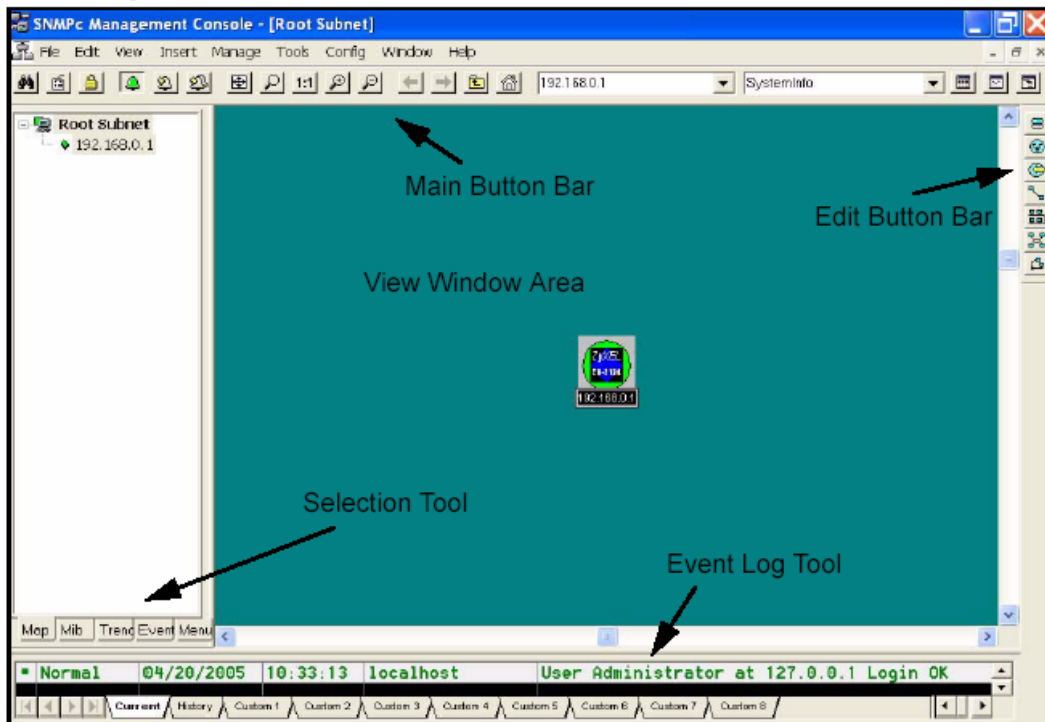 SNMPc Management Console - [Root Subnet]
File Edit View Insert Manage Tools Config Window Help
1:1 192.168.0.1 SystemInfo
Root Subnet
192.168.0.1
Main Button Bar
Edit Button Bar
View Window Area
ZyXEL
192.168.0.1
Selection Tool
Event Log Tool
Map Mib Trend Event Menu
Normal 04/20/2005 10:33:13 localhost User Administrator at 127.0.0.1 Login OK
Current History Custom 1 Custom 2 Custom 3 Custom 4 Custom 5 Custom 6 Custom 7 Custom 8